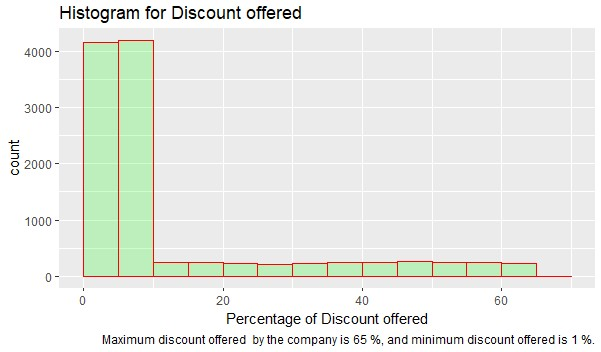 Histogram for Discount offered
4000
3000
2000
1000
0
count
0 20 40 60
Percentage of Discount offered
Maximum discount offered  by the company is 65 %, and minimum discount offered is 1 %.